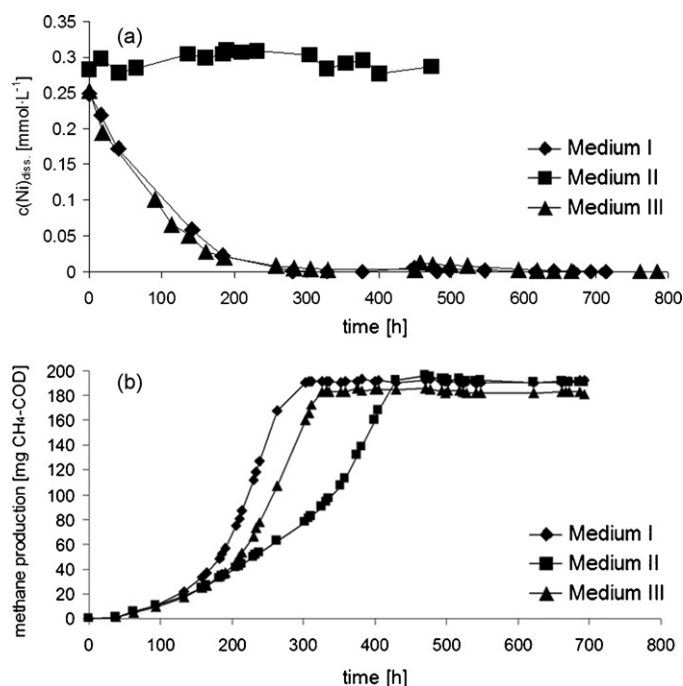 (a)
c(Ni)diss. [mmol·L⁻¹]
0.35
0.3
0.25
0.2
0.15
0.1
0.05
0
0 100 200 300 400 500 600 700 800
time [h]
Medium I
Medium II
Medium III
(b)
methane production [mg CH₄-COD]
200
180
160
140
120
100
80
60
40
20
0
0 100 200 300 400 500 600 700 800
time [h]
Medium I
Medium II
Medium III